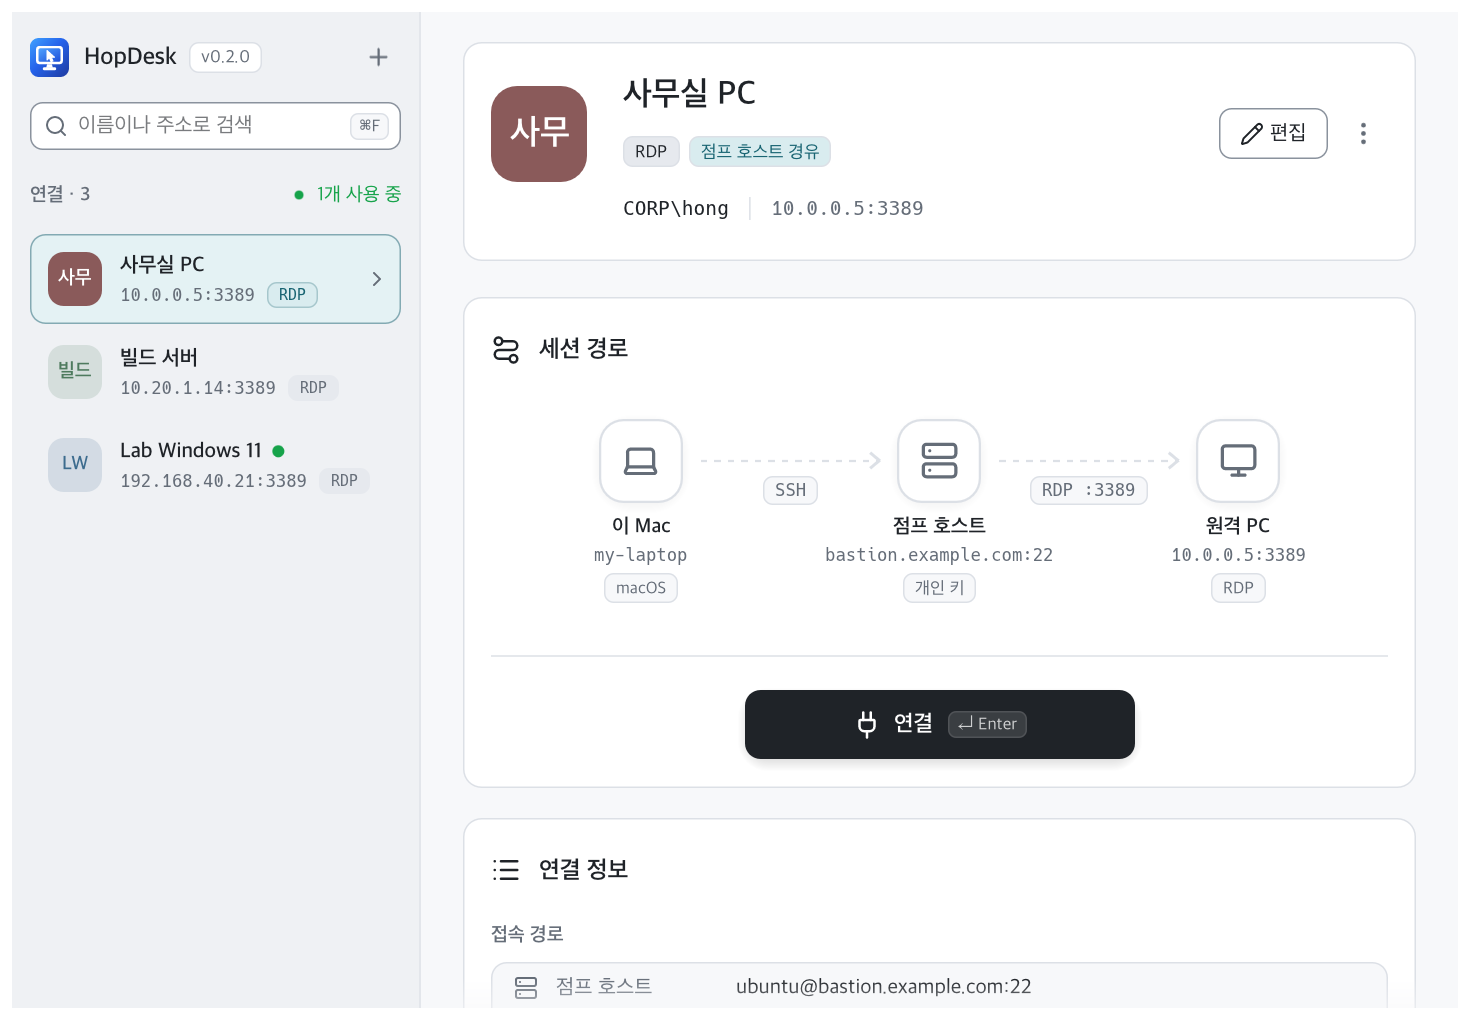 HopDesk v0.2.0
이름이나 주소로 검색 ⌘F
연결 · 3
1개 사용 중
사무
사무실 PC
10.0.0.5:3389 RDP
빌드
빌드 서버
10.20.1.14:3389 RDP
LW
Lab Windows 11
192.168.40.21:3389 RDP
사무
사무실 PC
RDP 점프 호스트 경유
CORP\hong 10.0.0.5:3389
편집
세션 경로
SSH
RDP :3389
이 Mac
my-laptop
macOS
점프 호스트
bastion.example.com:22
개인 키
원격 PC
10.0.0.5:3389
RDP
연결 ↵ Enter
연결 정보
접속 경로
점프 호스트 ubuntu@bastion.example.com:22